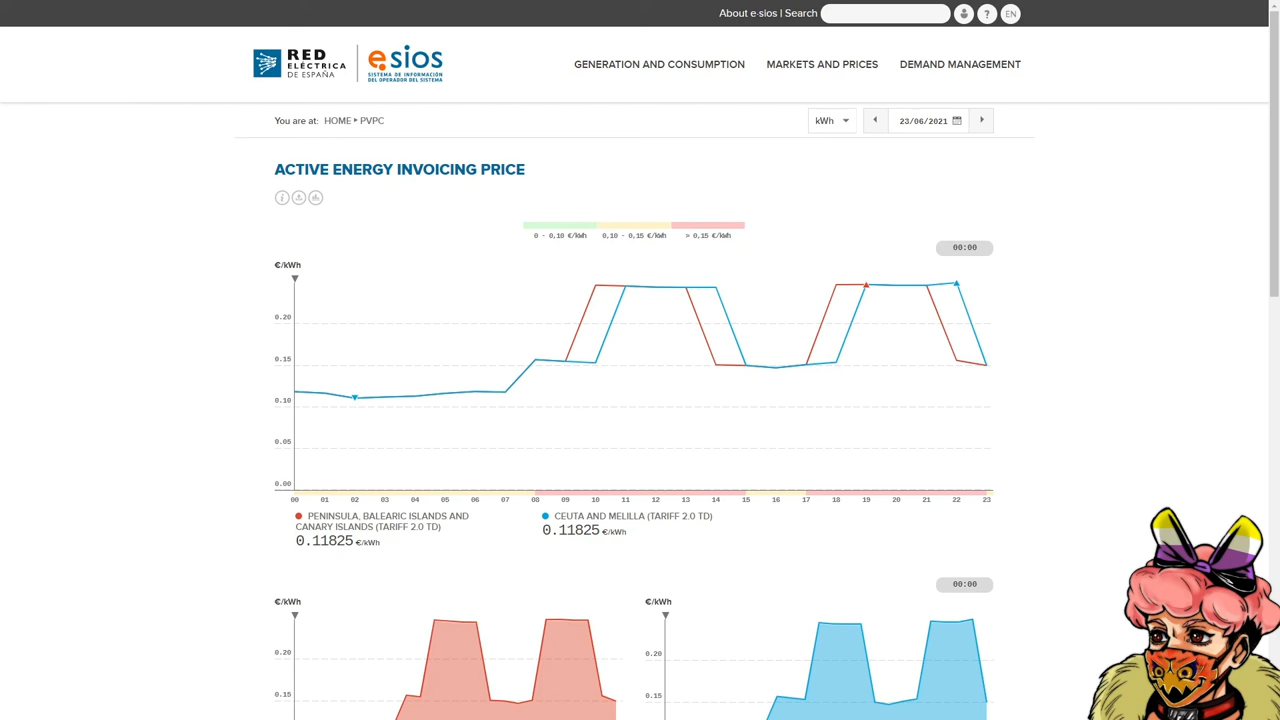 About e·sios | Search
?
EN
RED
ELÉCTRICA
DE ESPAÑA
e·sios
SISTEMA DE INFORMACIÓN
DEL OPERADOR DEL SISTEMA
GENERATION AND CONSUMPTION MARKETS AND PRICES DEMAND MANAGEMENT
You are at: HOME PVPC
kWh
23/06/2021
ACTIVE ENERGY INVOICING PRICE
i
0 - 0,10 €/kWh 0,10 - 0,15 €/kWh > 0,15 €/kWh
00:00
€/kWh
0.20
0.15
0.10
0.05
0.00
00 01 02 03 04 05 06 07 08 09 10 11 12 13 14 15 16 17 18 19 20 21 22 23
PENINSULA, BALEARIC ISLANDS AND
CANARY ISLANDS (TARIFF 2.0 TD)
0.11825 €/kWh
CEUTA AND MELILLA (TARIFF 2.0 TD)
0.11825 €/kWh
00:00
€/kWh
0.20
0.15
€/kWh
0.20
0.15